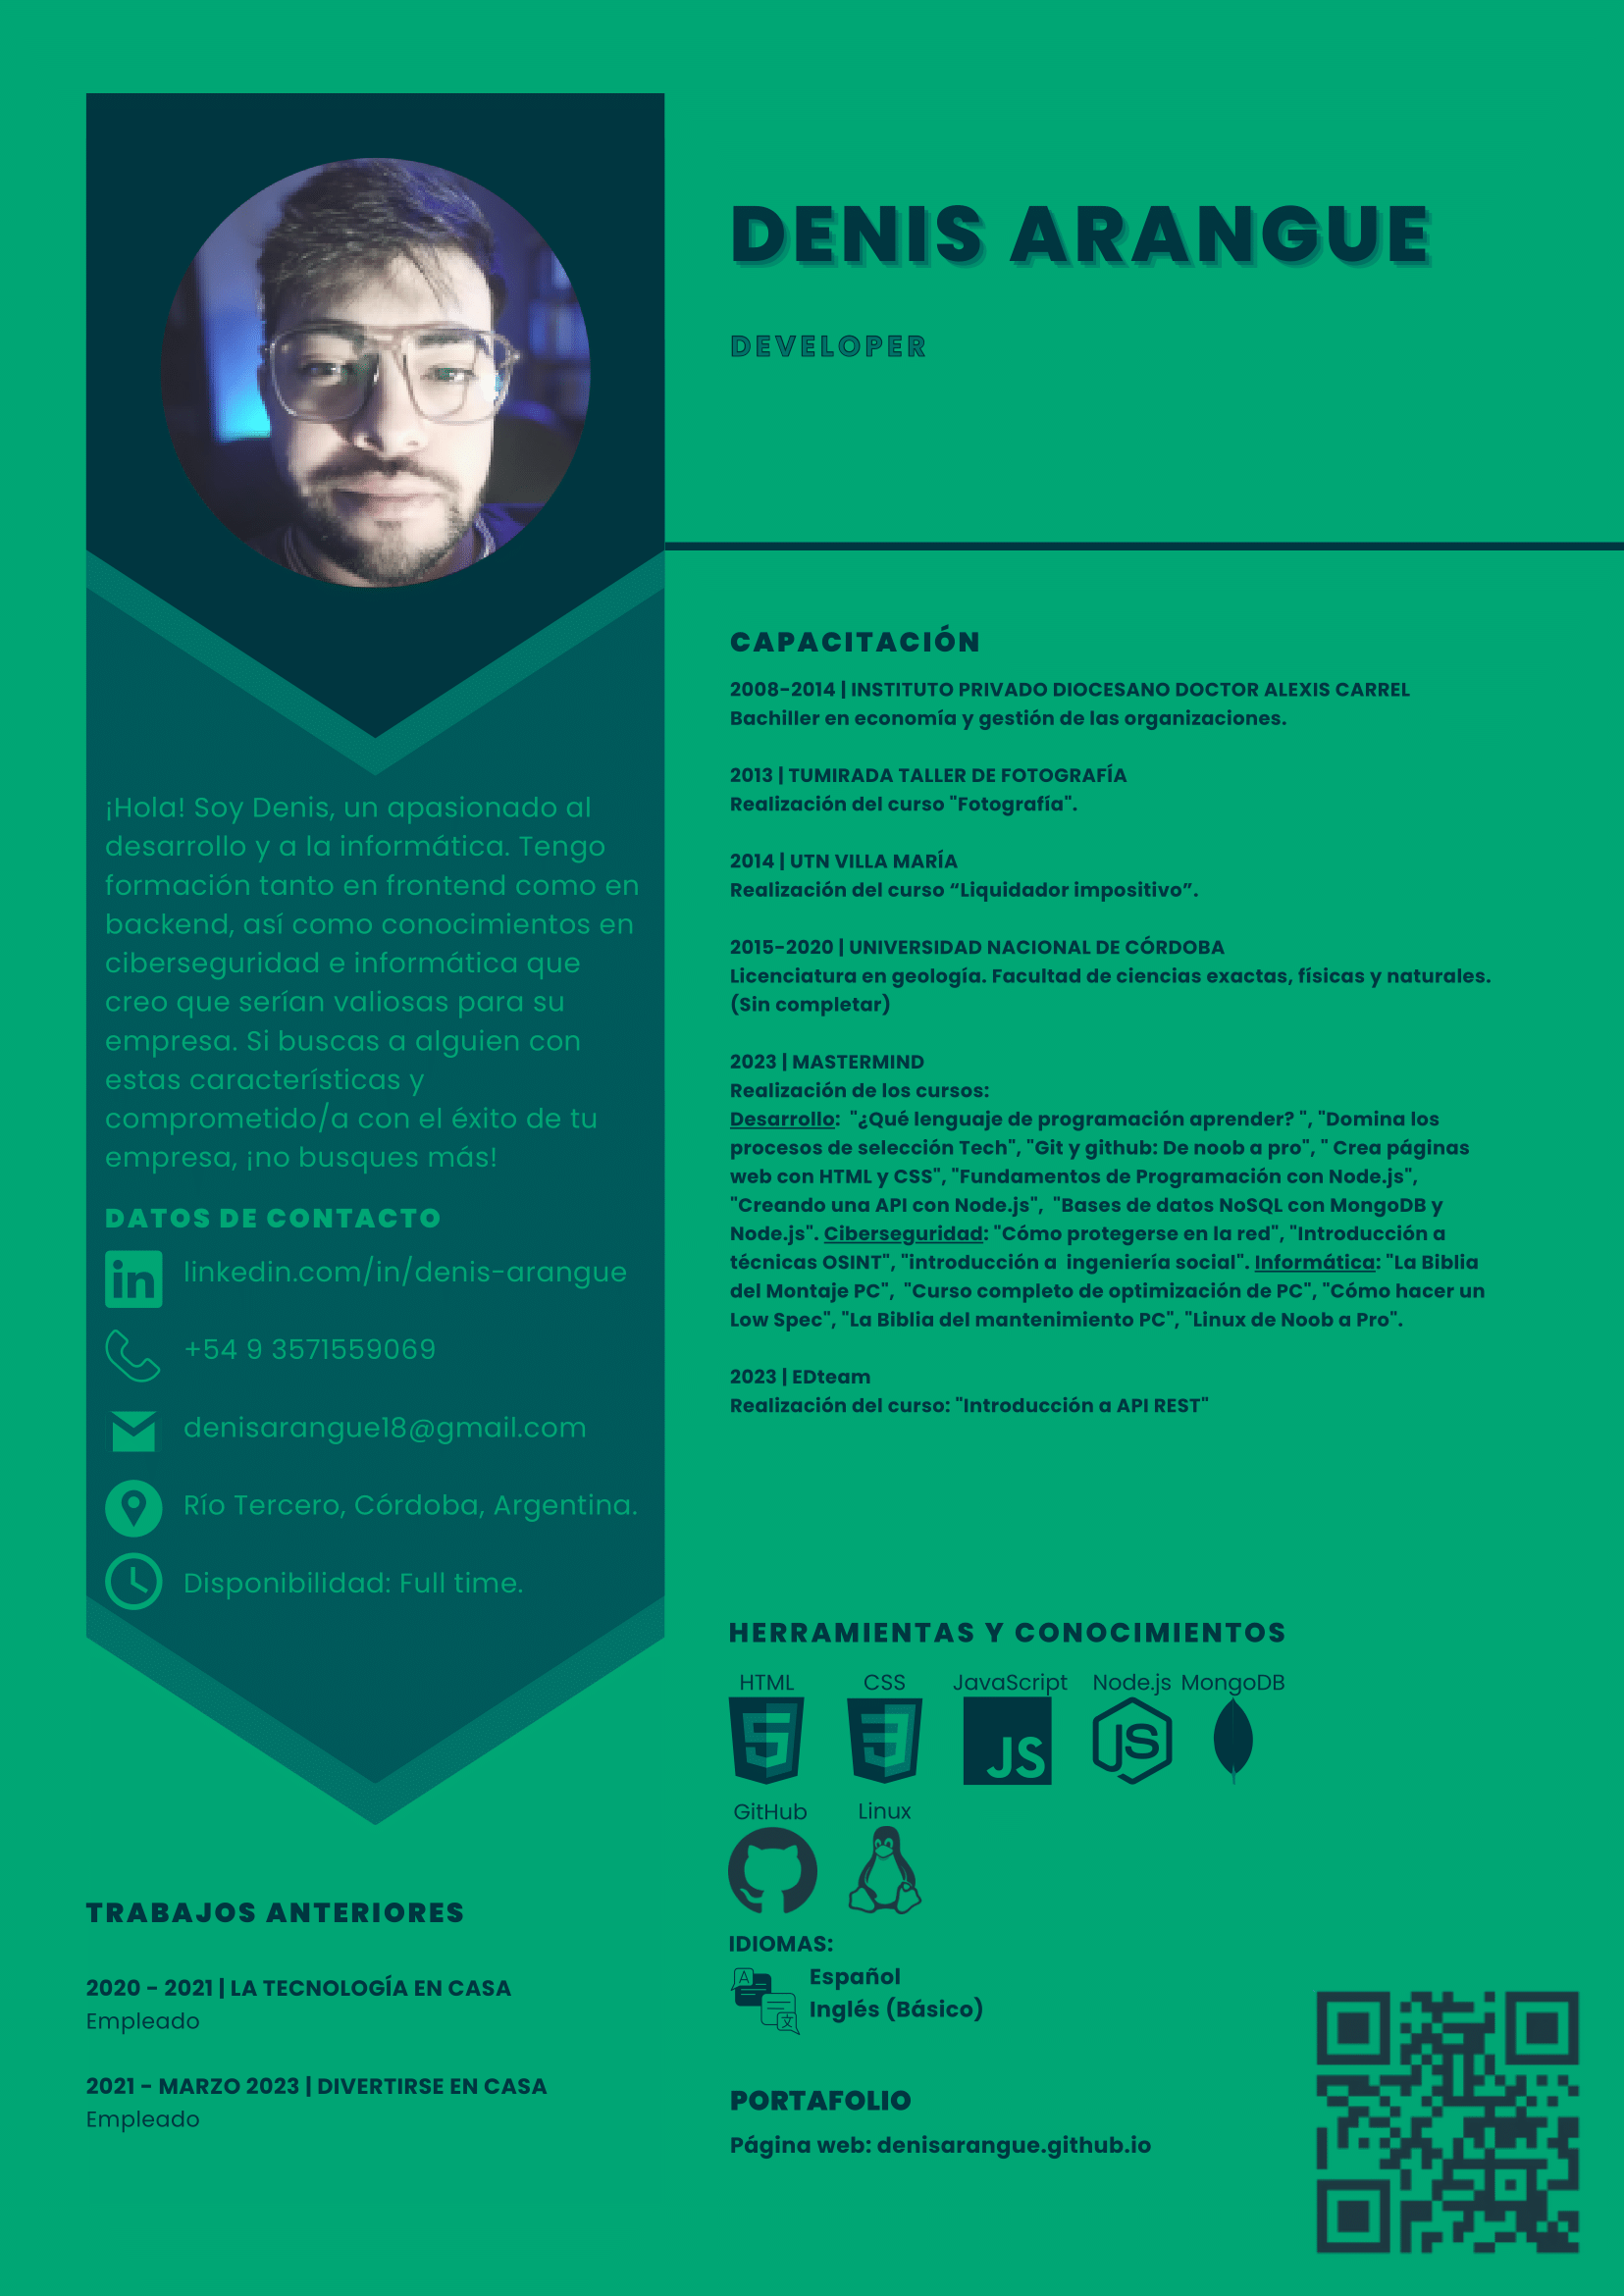 DENIS ARANGUE
DEVELOPER
¡Hola! Soy Denis, un apasionado al
desarrollo y a la informática. Tengo
formación tanto en frontend como en
backend, así como conocimientos en
ciberseguridad e informática que
creo que serían valiosas para su
empresa. Si buscas a alguien con
estas características y
comprometido/a con el éxito de tu
empresa, ¡no busques más!
DATOS DE CONTACTO
in
linkedin.com/in/denis-arangue
+54 9 3571559069
denisarangue18@gmail.com
Río Tercero, Córdoba, Argentina.
Disponibilidad: Full time.
TRABAJOS ANTERIORES
2020 - 2021 | LA TECNOLOGÍA EN CASA
Empleado
2021 - MARZO 2023 | DIVERTIRSE EN CASA
Empleado
CAPACITACIÓN
2008-2014 | INSTITUTO PRIVADO DIOCESANO DOCTOR ALEXIS CARREL
Bachiller en economía y gestión de las organizaciones.
2013 | TUMIRADA TALLER DE FOTOGRAFÍA
Realización del curso "Fotografía".
2014 | UTN VILLA MARÍA
Realización del curso “Liquidador impositivo”.
2015-2020 | UNIVERSIDAD NACIONAL DE CÓRDOBA
Licenciatura en geología. Facultad de ciencias exactas, físicas y naturales.
(Sin completar)
2023 | MASTERMIND
Realización de los cursos:
Desarrollo:  "¿Qué lenguaje de programación aprender? ", "Domina los
procesos de selección Tech", "Git y github: De noob a pro", " Crea páginas
web con HTML y CSS", "Fundamentos de Programación con Node.js",
"Creando una API con Node.js",  "Bases de datos NoSQL con MongoDB y
Node.js". Ciberseguridad: "Cómo protegerse en la red", "Introducción a
técnicas OSINT", "introducción a  ingeniería social". Informática: "La Biblia
del Montaje PC",  "Curso completo de optimización de PC", "Cómo hacer un
Low Spec", "La Biblia del mantenimiento PC", "Linux de Noob a Pro".
2023 | EDteam
Realización del curso: "Introducción a API REST"
HERRAMIENTAS Y CONOCIMIENTOS
HTML CSS JavaScript Node.js MongoDB
5 3 JS JS
GitHub Linux
IDIOMAS:
A
文
Español
Inglés (Básico)
PORTAFOLIO
Página web: denisarangue.github.io